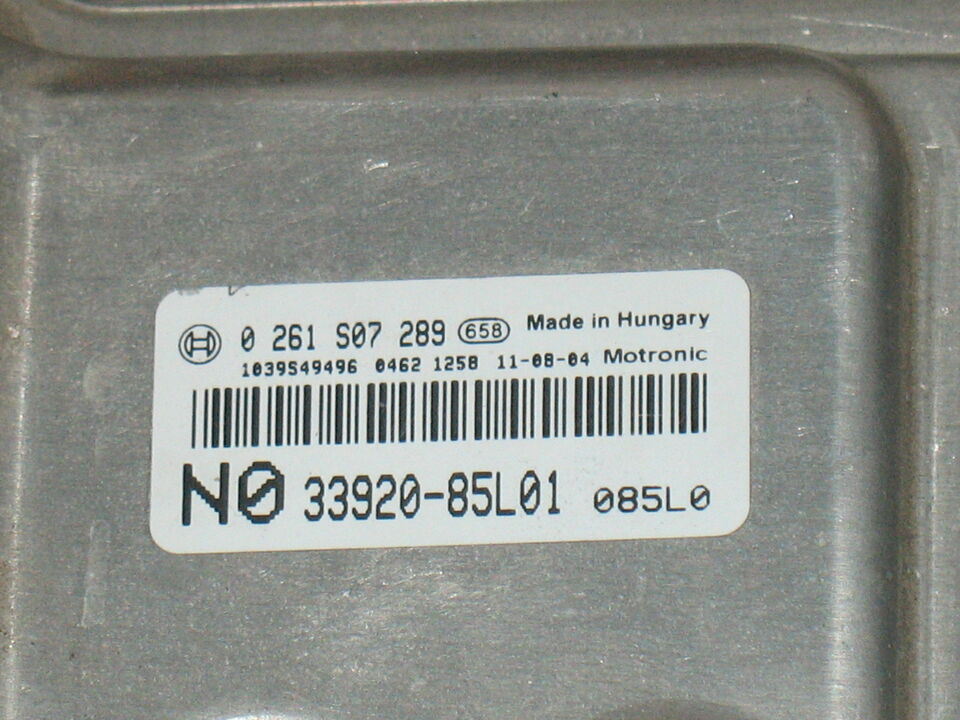 0 261 S07 289 658 Made in Hungary
1039S49496 0462 1258 11-08-04 Motronic
N0 33920-85L01 085L0